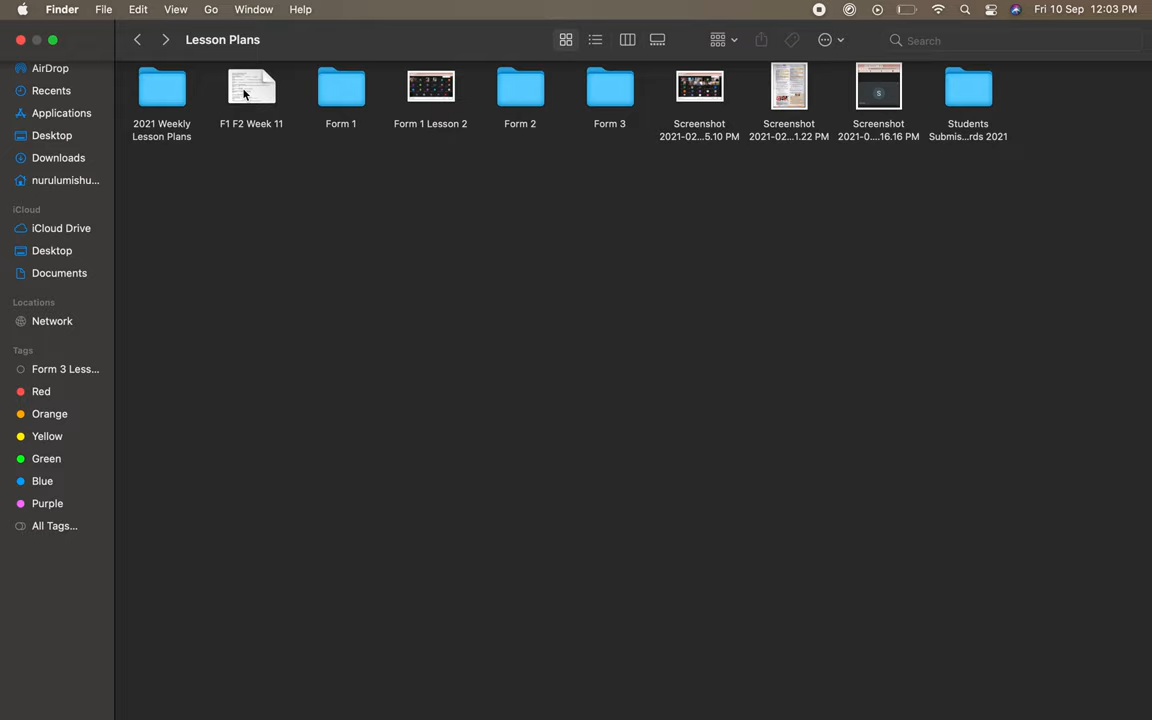 Finder File Edit View Go Window Help Fri 10 Sep 12:03 PM
Lesson Plans
Search
AirDrop
Recents
Applications
Desktop
Downloads
nurulumishu...
iCloud
iCloud Drive
Desktop
Documents
Locations
Network
Tags
Form 3 Less...
Red
Orange
Yellow
Green
Blue
Purple
All Tags...
2021 Weekly
Lesson Plans
F1 F2 Week 11
Form 1
Form 1 Lesson 2
Form 2
Form 3
Screenshot
2021-02...5.10 PM
Screenshot
2021-02...1.22 PM
Screenshot
2021-0....16.16 PM
Students
Submis...rds 2021
S